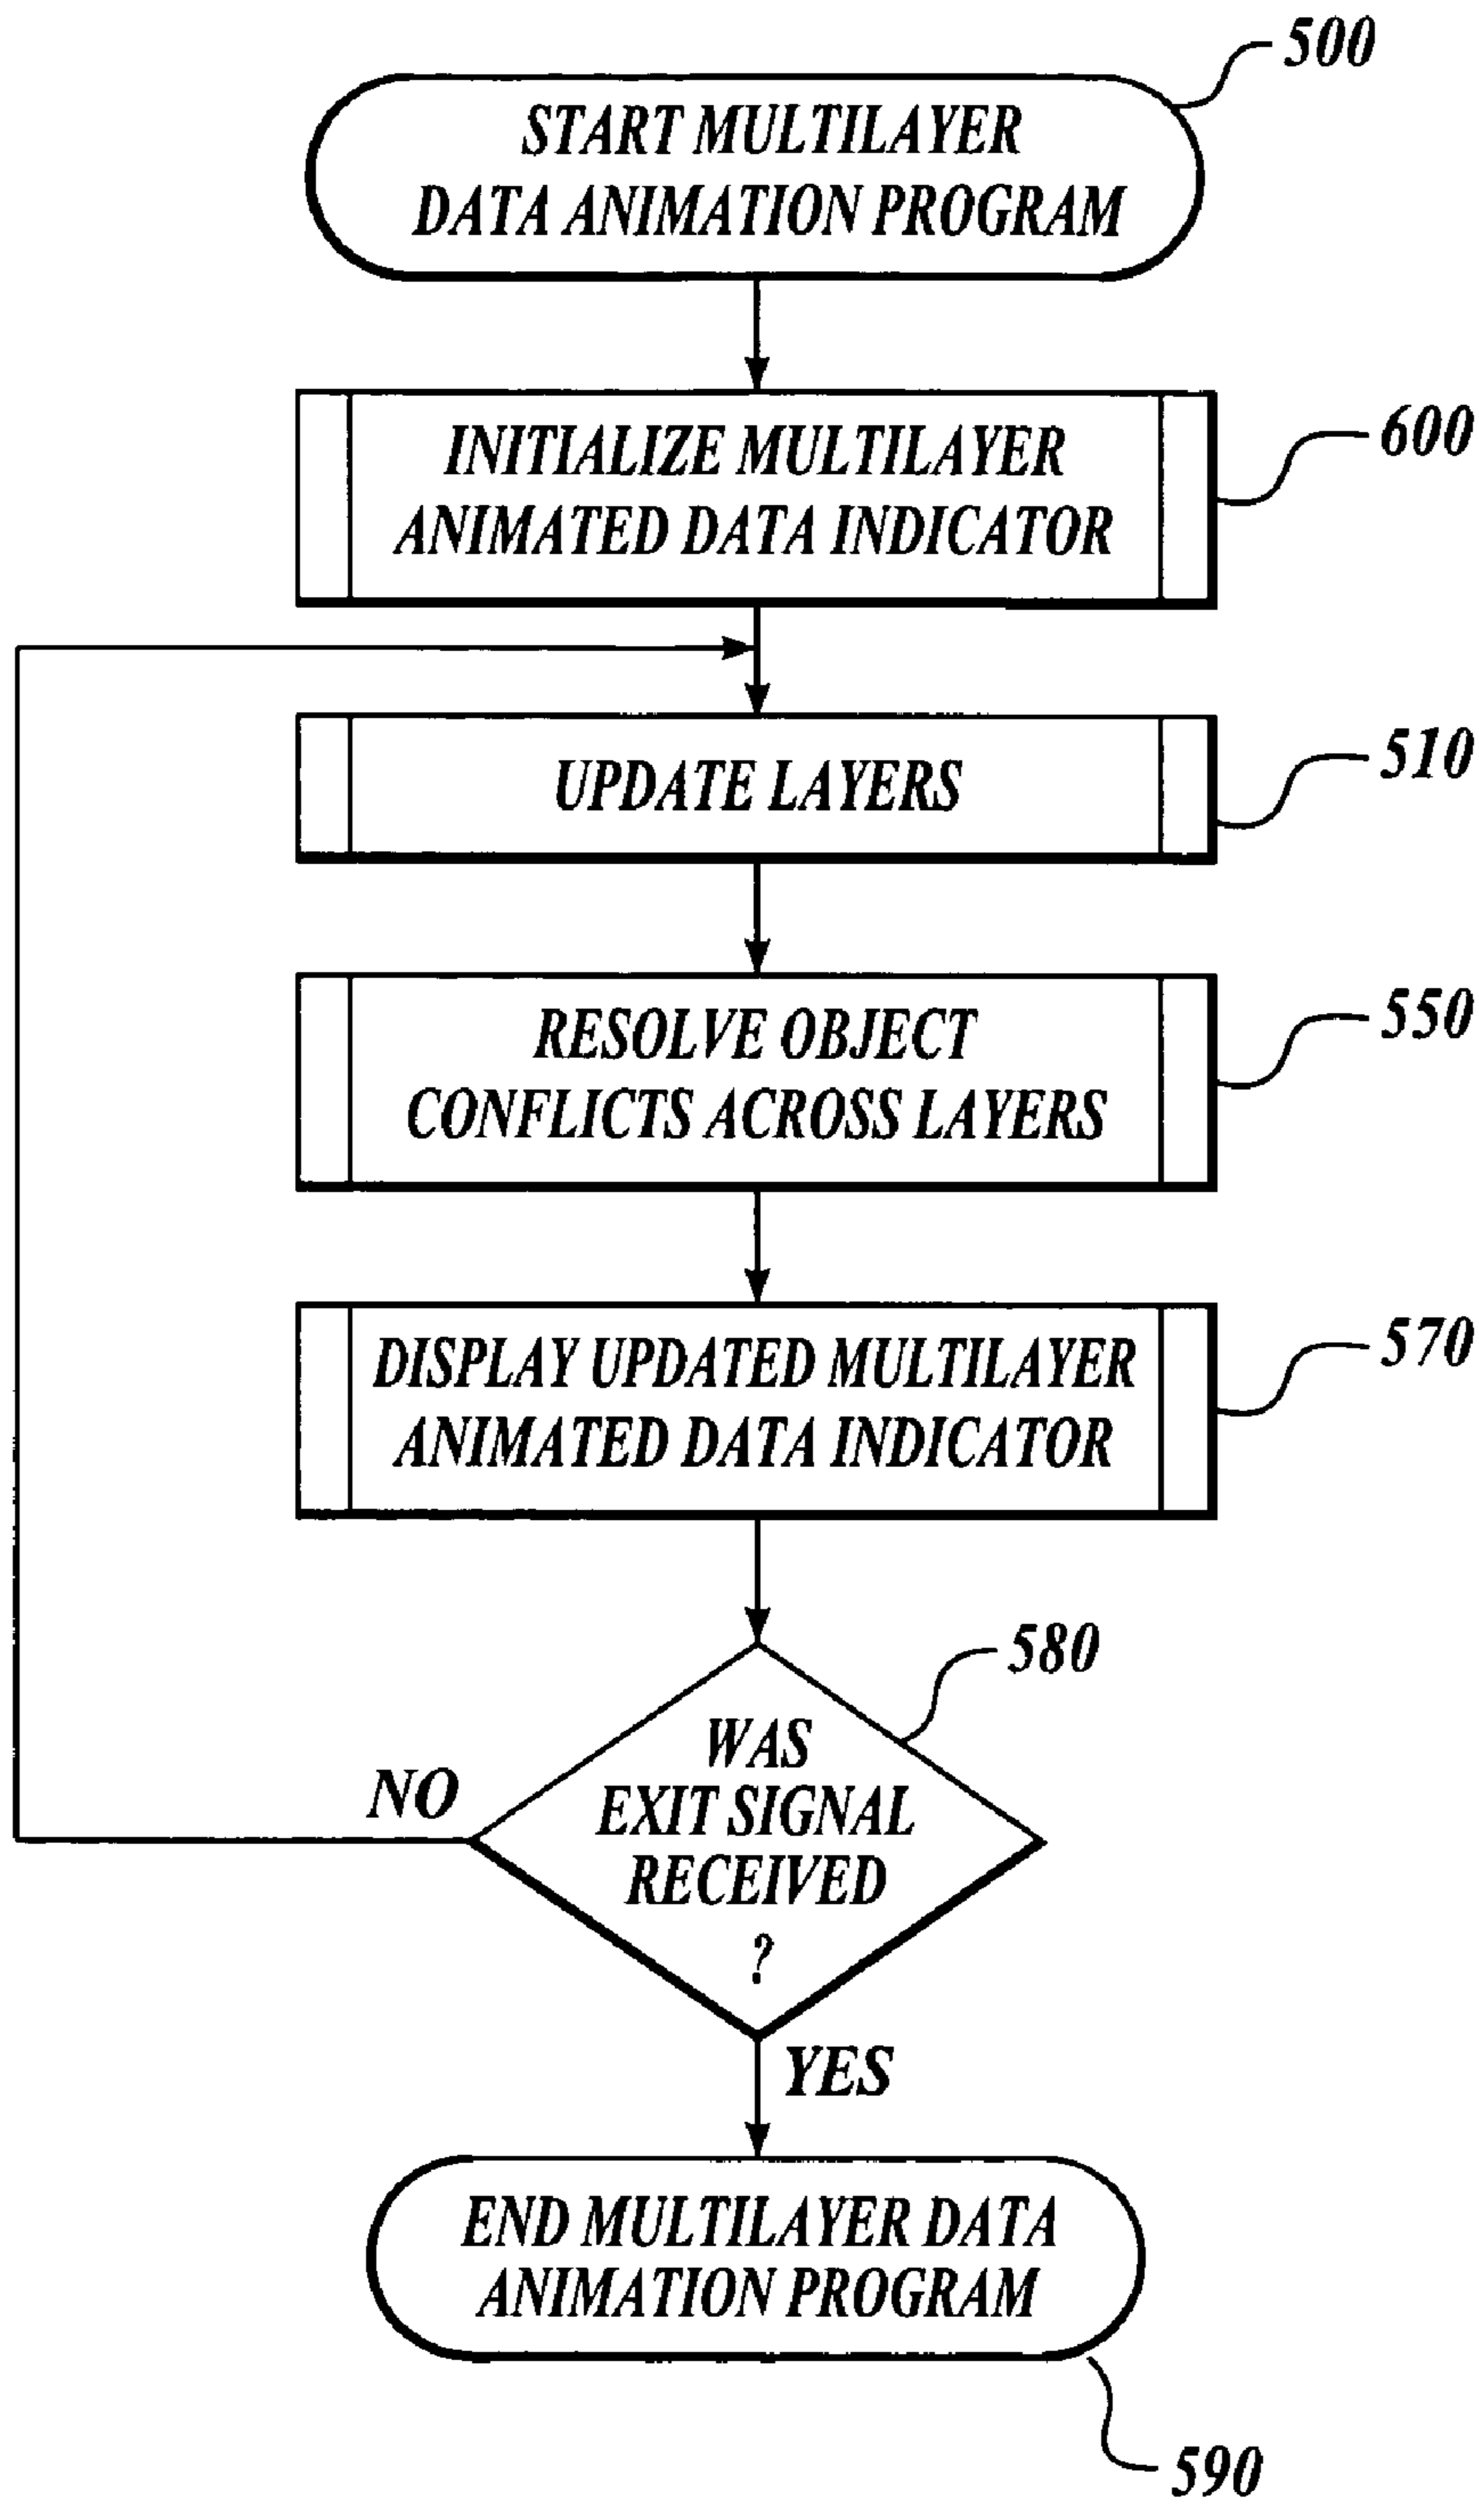 500
START MULTILAYER
DATA ANIMATION PROGRAM
600
INITIALIZE MULTILAYER
ANIMATED DATA INDICATOR
510
UPDATE LAYERS
550
RESOLVE OBJECT
CONFLICTS ACROSS LAYERS
570
DISPLAY UPDATED MULTILAYER
ANIMATED DATA INDICATOR
580
WAS
EXIT SIGNAL
RECEIVED
?
NO
YES
END MULTILAYER DATA
ANIMATION PROGRAM
590